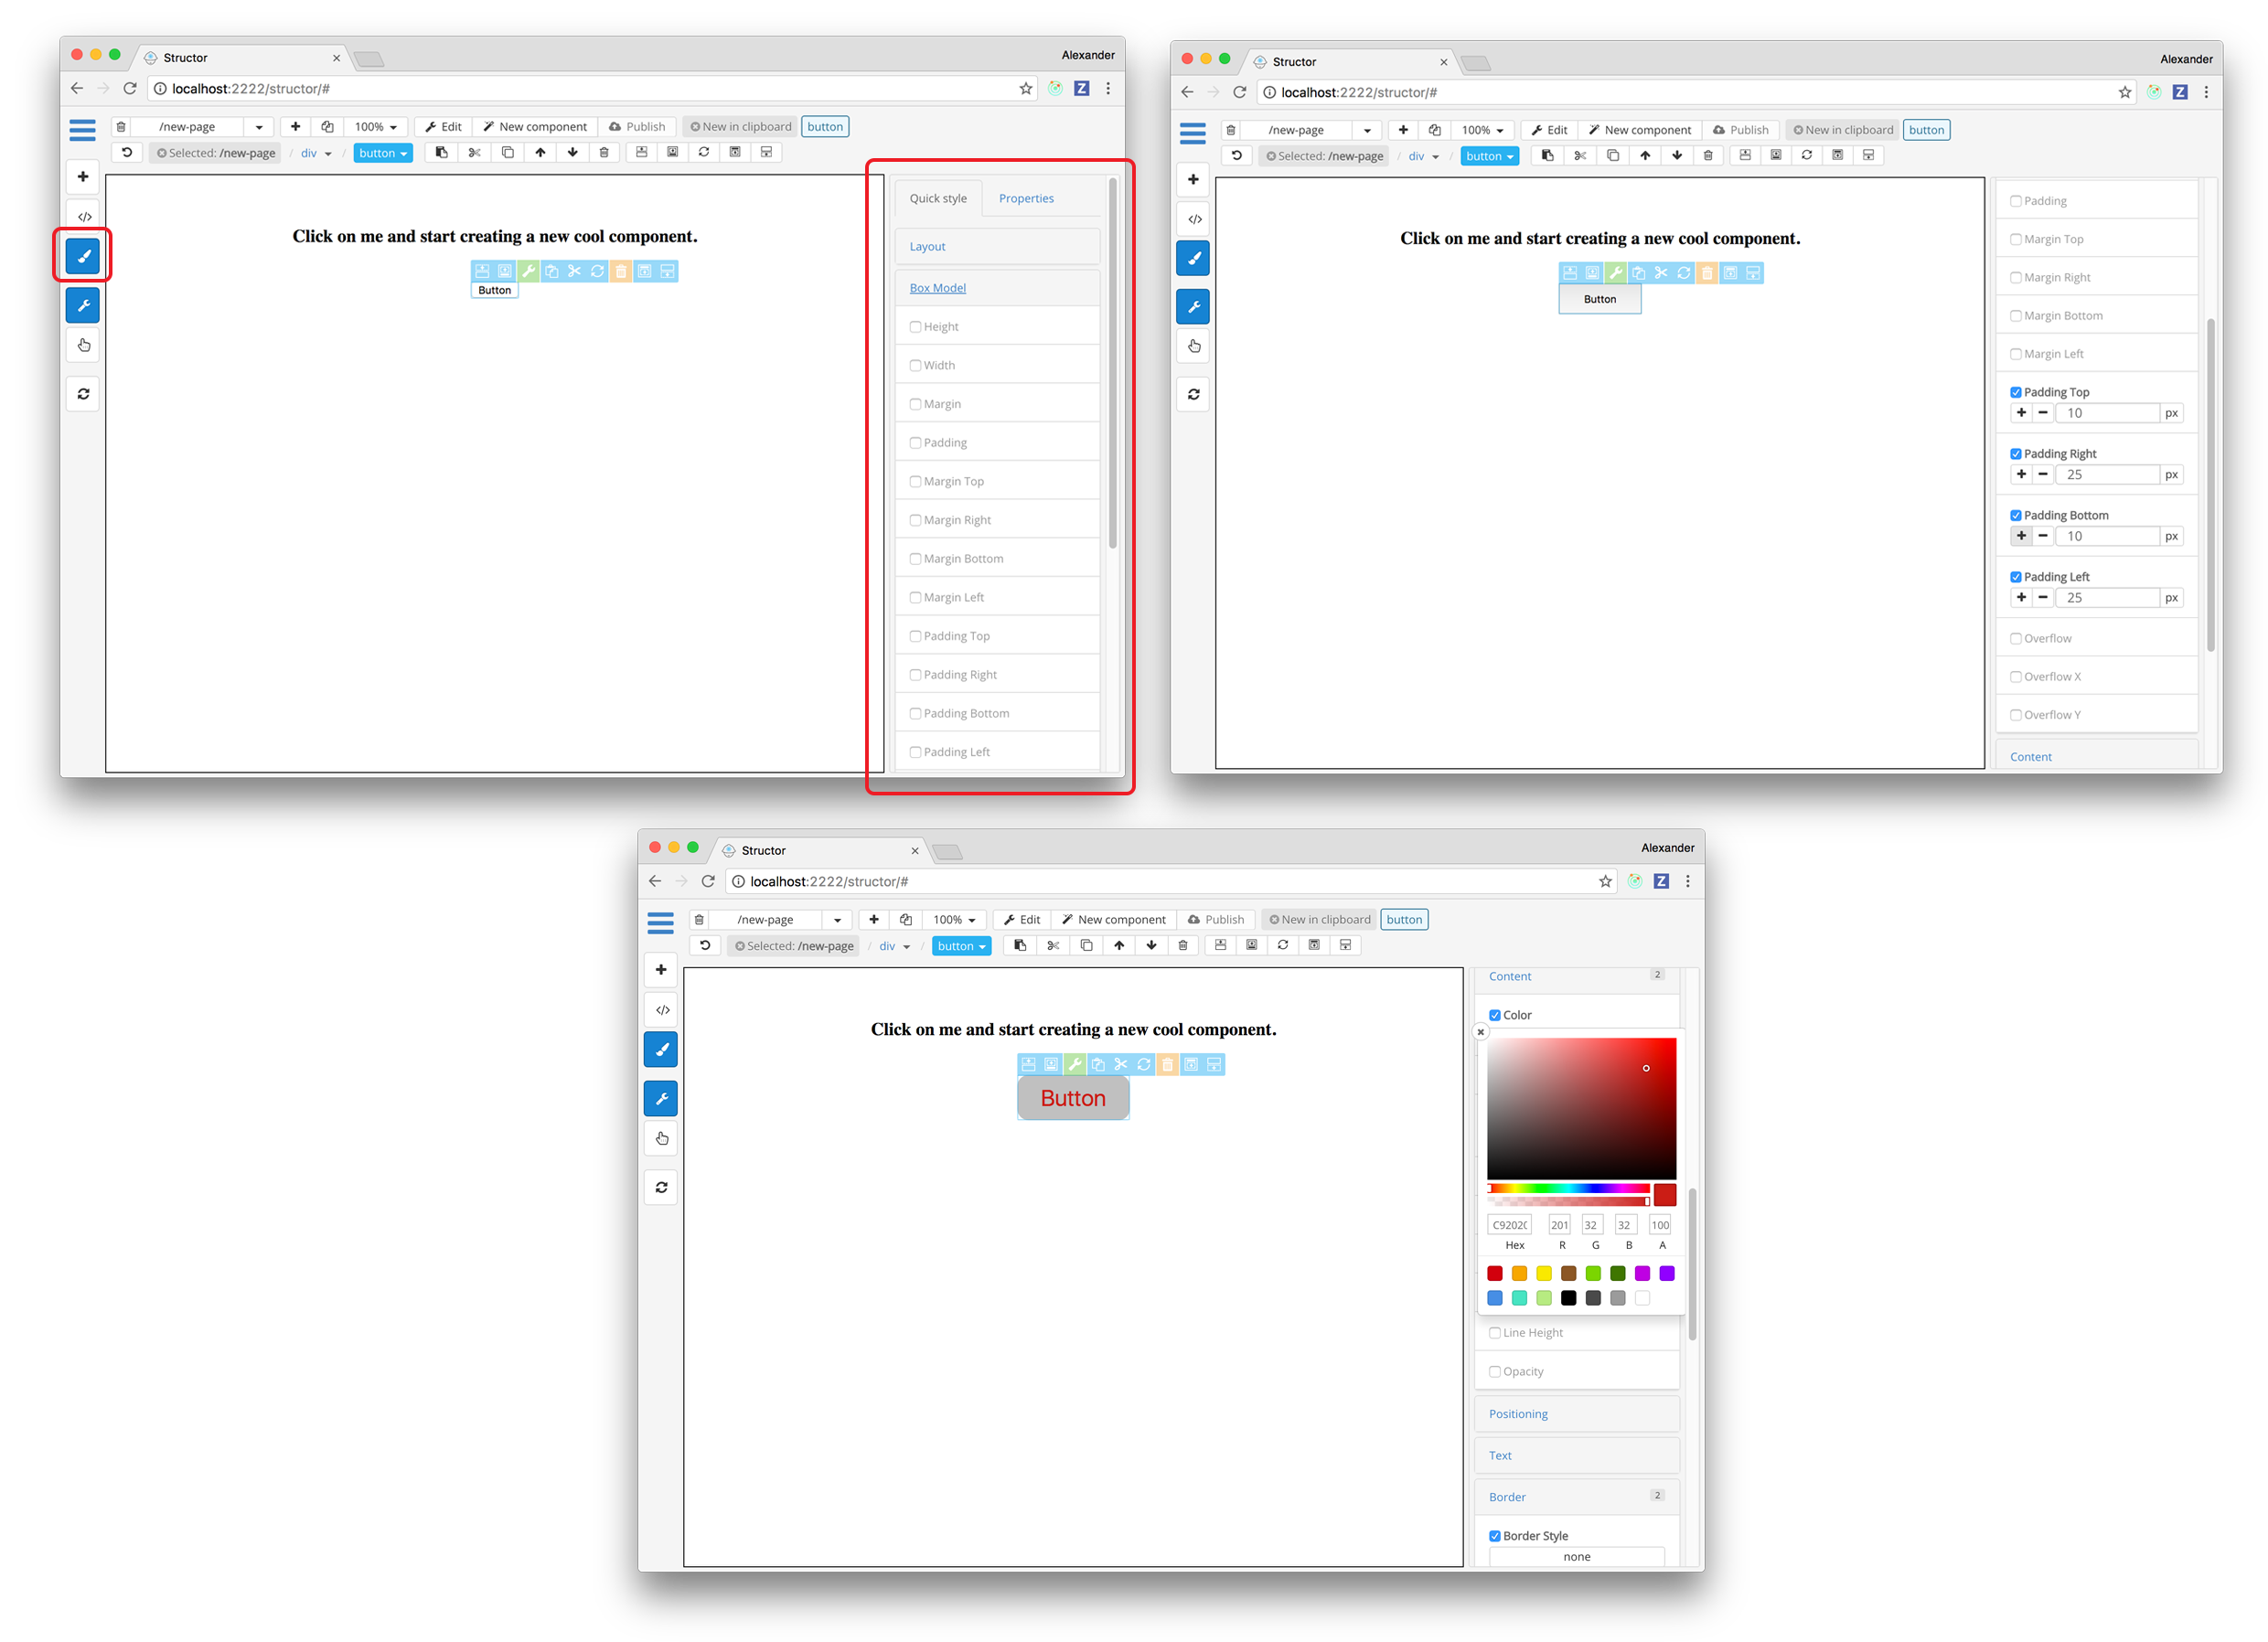 Structor
Alexander
localhost:2222/structor/#
/new-page
100%
Edit
New component
Publish
New in clipboard
button
Selected: /new-page / div / button
Quick style
Properties
Click on me and start creating a new cool component.
Button
Layout
Box Model
Height
Width
Margin
Padding
Margin Top
Margin Right
Margin Bottom
Margin Left
Padding Top
Padding Right
Padding Bottom
Padding Left
Structor
Alexander
localhost:2222/structor/#
Z
/new-page
100%
Edit
New component
Publish
New in clipboard
button
Selected: /new-page / div / button
Click on me and start creating a new cool component.
Button
Padding
Margin Top
Margin Right
Margin Bottom
Margin Left
Padding Top
10 px
Padding Right
25 px
Padding Bottom
10 px
Padding Left
25 px
Overflow
Overflow X
Overflow Y
Content
Structor
Alexander
localhost:2222/structor/#
Z
/new-page
100%
Edit
New component
Publish
New in clipboard
button
Selected: /new-page / div / button
Click on me and start creating a new cool component.
Button
Content 2
Color
201 32 32 100
Hex R G B A
Line Height
Opacity
Positioning
Text
Border 2
Border Style
none